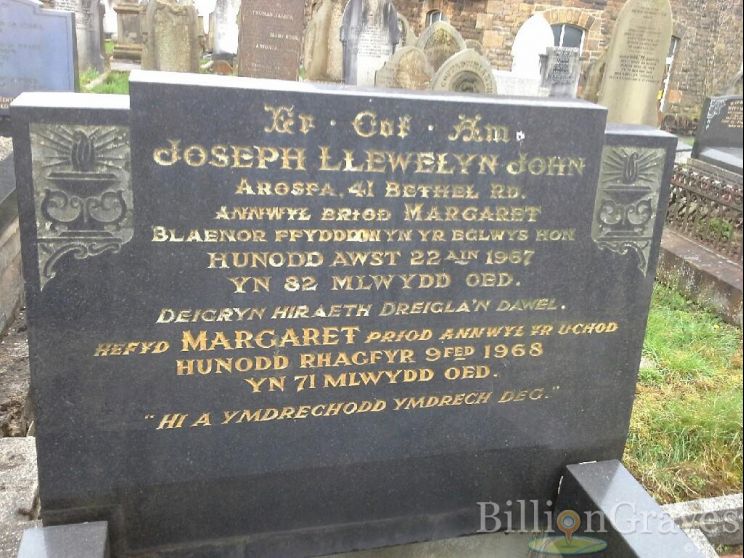 Er · Cof · Am.
JOSEPH LLEWELYN JOHN
AROSFA, 41 BETHEL RD.
ANNWYL BRIOD MARGARET
BLAENOR FFYDDLON YN YR EGLWYS HON
HUNODD AWST 22AIN 1967
YN 82 MLWYDD OED.
DEIGRYN HIRAETH DREIGLA'N DAWEL.
HEFYD MARGARET PRIOD ANNWYL YR UCHOD
HUNODD RHAGFYR 9FED 1968
YN 71 MLWYDD OED.
"HI A YMDRECHODD YMDRECH DEG."
BillionGraves